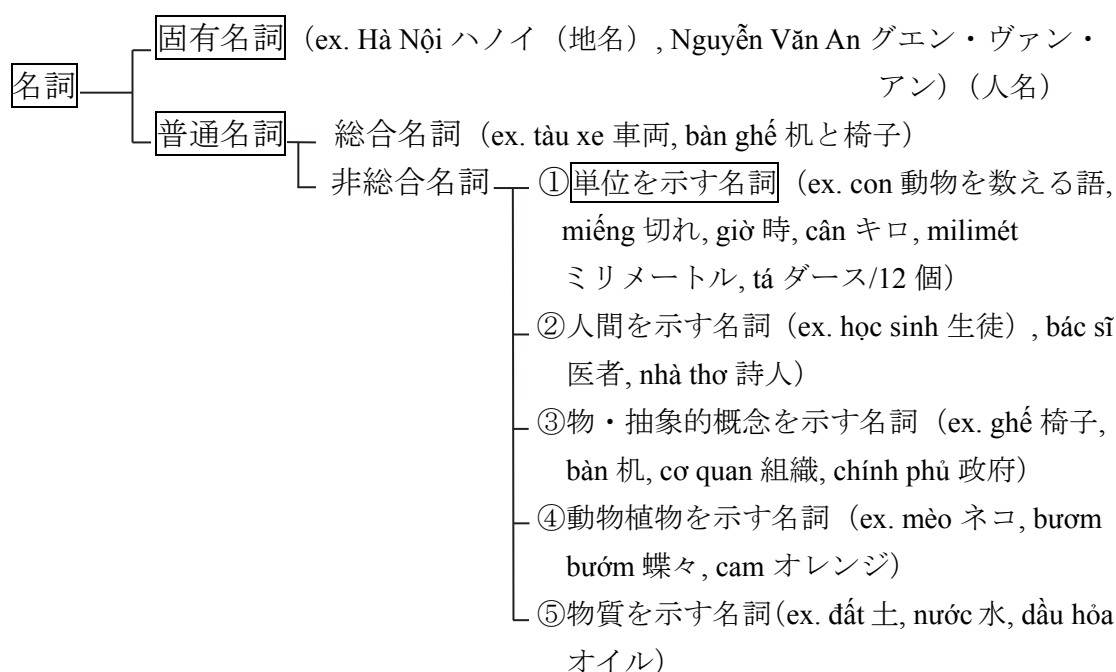 固有名詞（ex. Hà Nội ハノイ（地名）, Nguyễn Văn An グエン・ヴァン・
名詞
アン）（人名）
普通名詞 総合名詞（ex. tàu xe 車両, bàn ghế 机と椅子）
非総合名詞 ①単位を示す名詞（ex. con 動物を数える語,
miếng 切れ, giờ 時, cân キロ, milimét
ミリメートル, tá ダース/12 個）
②人間を示す名詞（ex. học sinh 生徒）, bác sĩ
医者, nhà thơ 詩人）
③物・抽象的概念を示す名詞（ex. ghế 椅子,
bàn 机, cơ quan 組織, chính phủ 政府）
④動物植物を示す名詞（ex. mèo ネコ, bươm
bướm 蝶々, cam オレンジ）
⑤物質を示す名詞（ex. đất 土, nước 水, dầu hỏa
オイル）